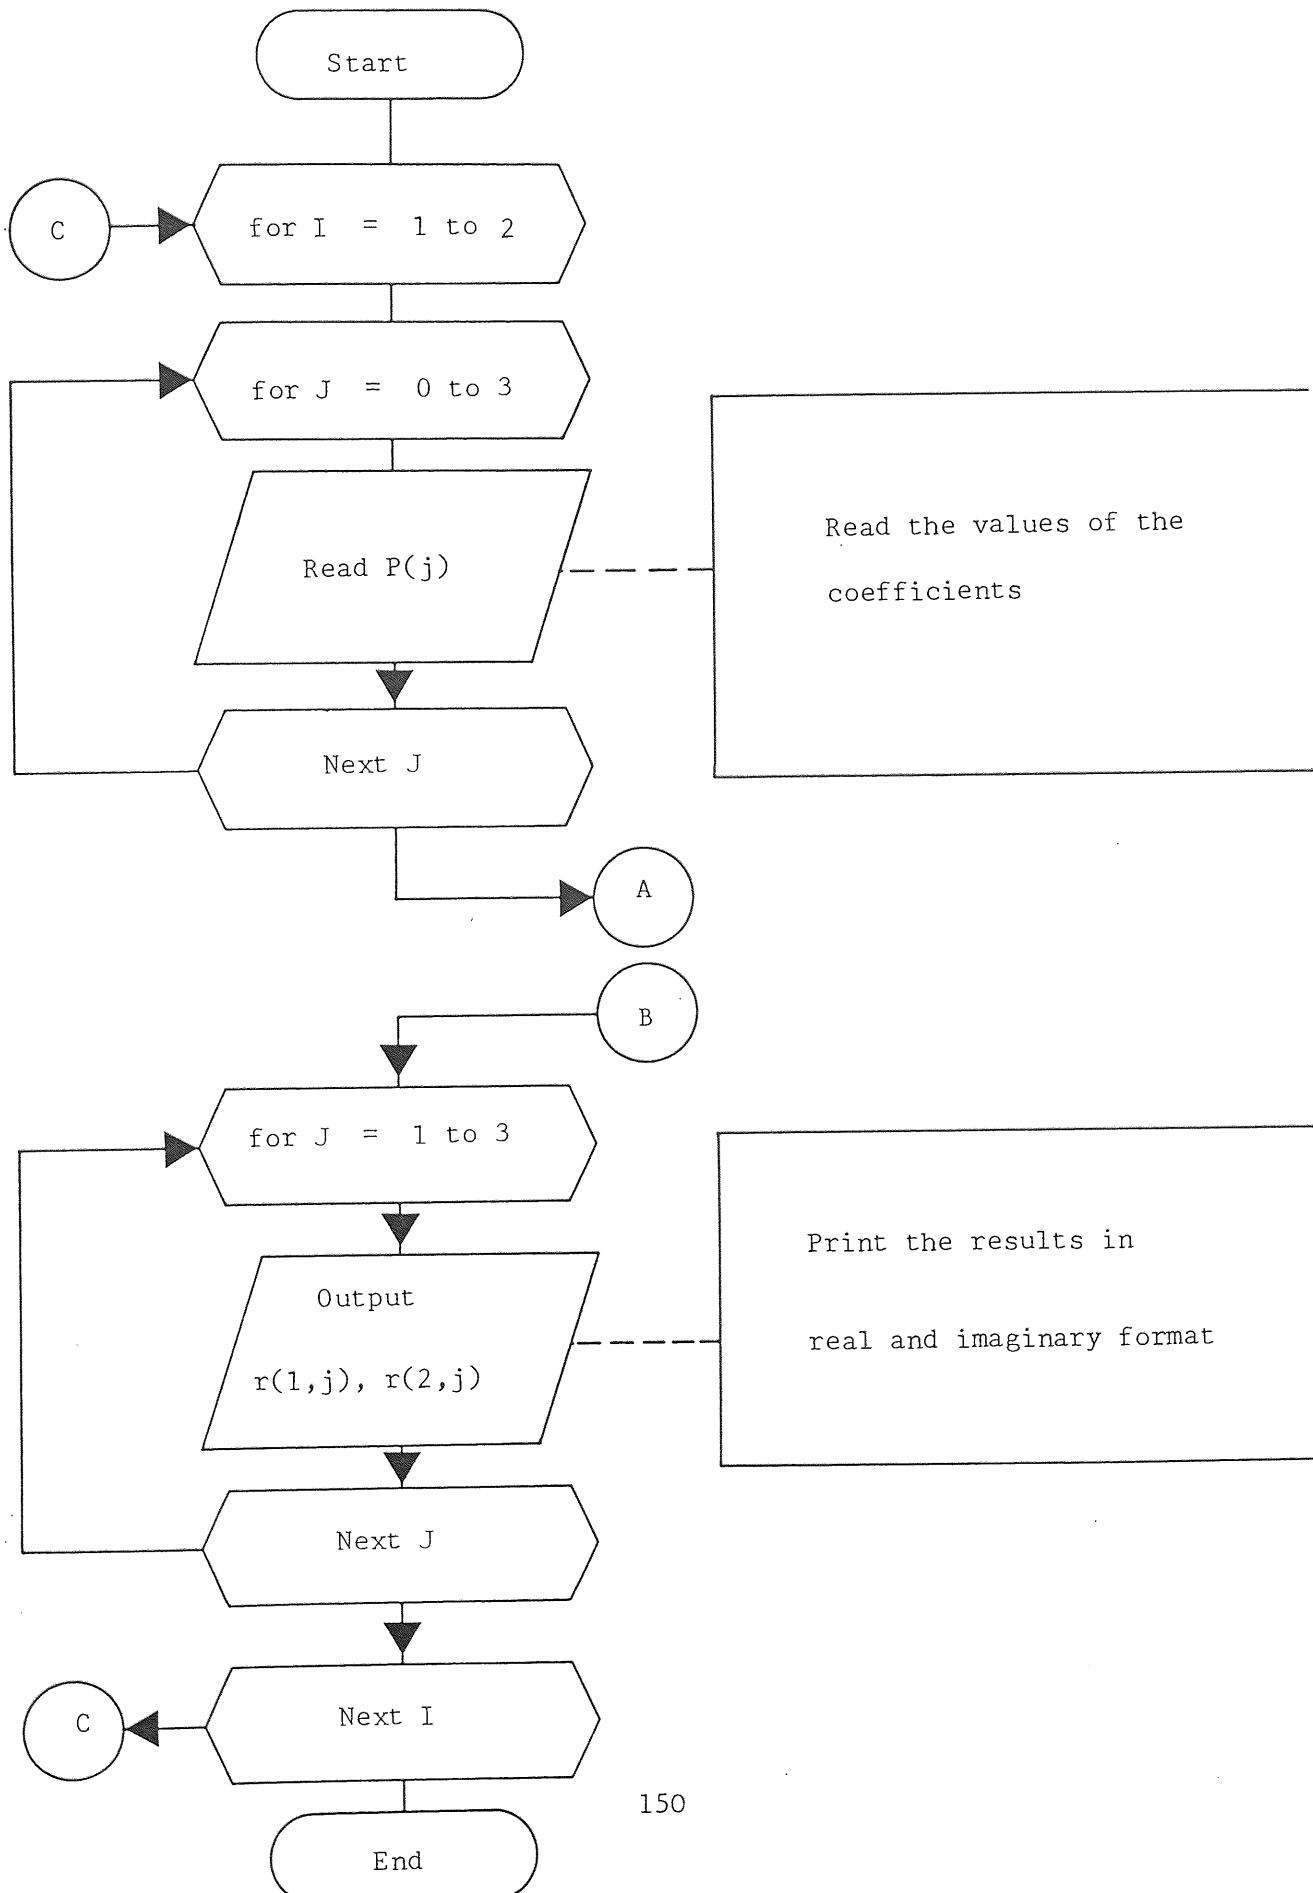 Start
C
for I = 1 to 2
for J = 0 to 3
Read P(j)
Read the values of the
coefficients
Next J
A
B
for J = 1 to 3
Output
r(1,j), r(2,j)
Print the results in
real and imaginary format
Next J
Next I
C
150
End